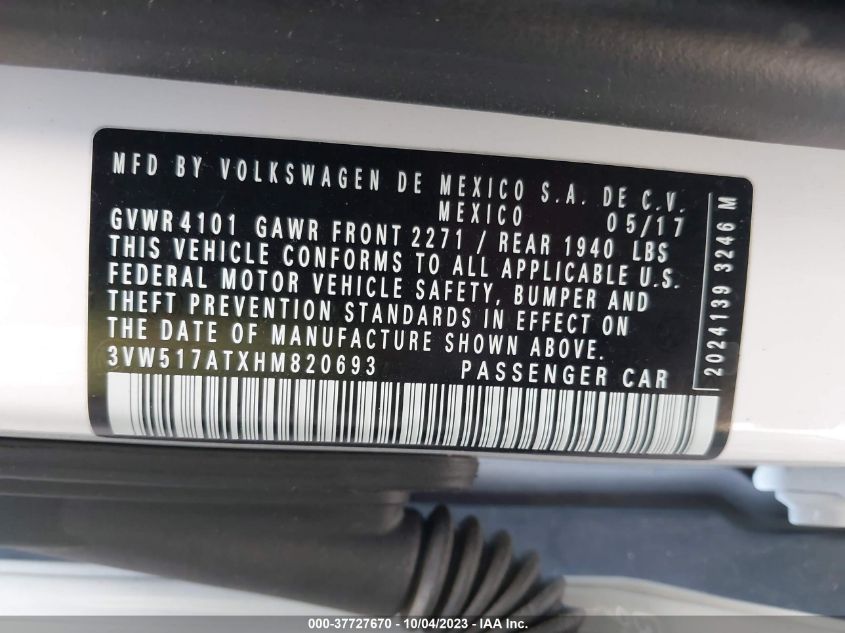 MFD BY VOLKSWAGEN DE MEXICO S.A. DE C.V.
MEXICO 05/17
GVWR 4101 GAWR FRONT 2271 / REAR 1940 LBS
THIS VEHICLE CONFORMS TO ALL APPLICABLE U.S.
FEDERAL MOTOR VEHICLE SAFETY, BUMPER AND
THEFT PREVENTION STANDARDS IN EFFECT ON
THE DATE OF MANUFACTURE SHOWN ABOVE.
3VW517ATXHM820693 PASSENGER CAR
2024139 3246 M
000-37727670 - 10/04/2023 - IAA Inc.